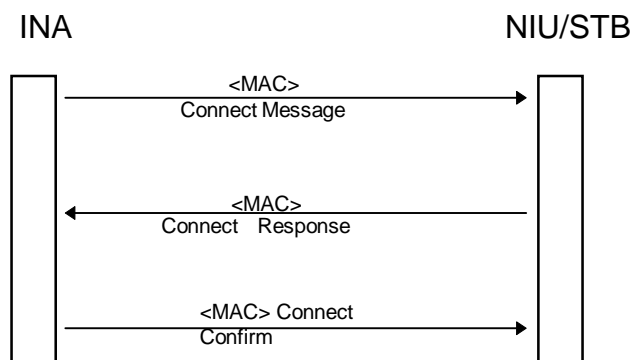 INA NIU/STB
<MAC>
Connect Message
<MAC>
Connect Response
<MAC> Connect
Confirm